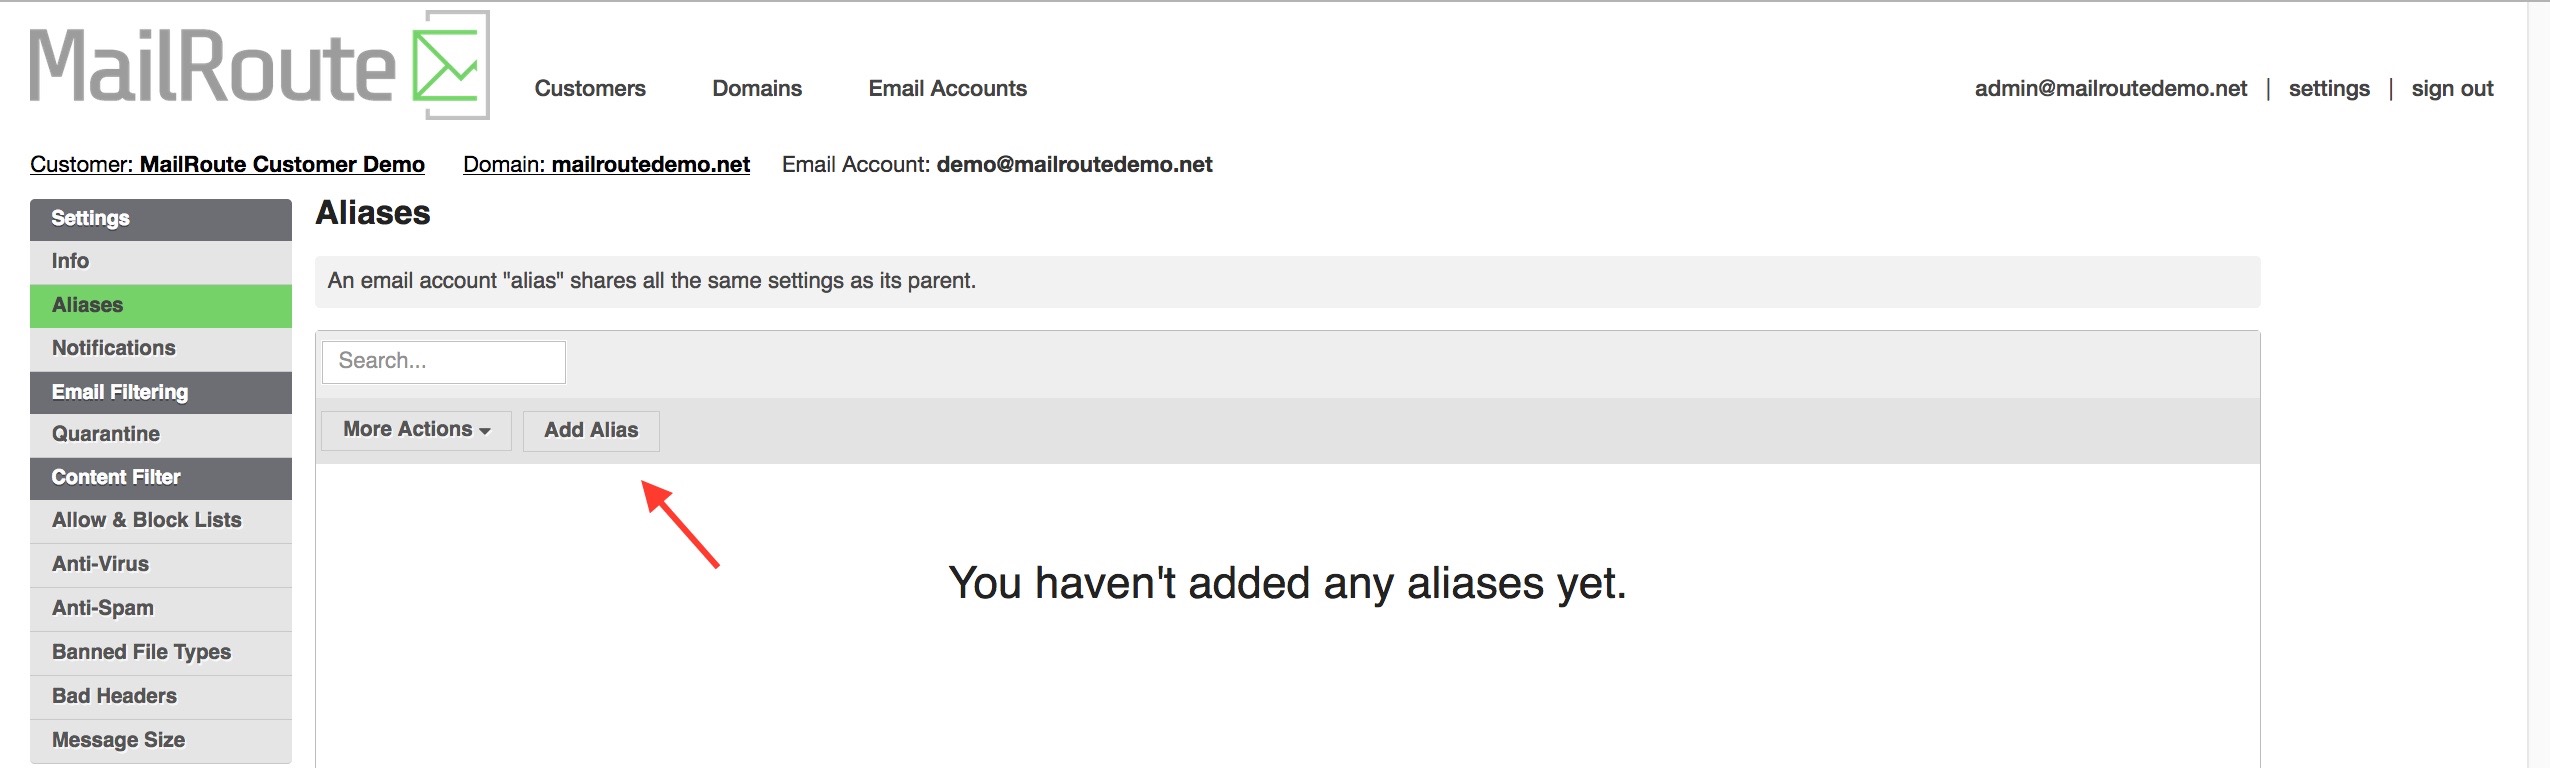 MailRoute
Customers Domains Email Accounts
admin@mailroutedemo.net | settings | sign out
Customer: MailRoute Customer Demo Domain: mailroutedemo.net Email Account: demo@mailroutedemo.net
Settings
Info
Aliases
Notifications
Email Filtering
Quarantine
Content Filter
Allow & Block Lists
Anti-Virus
Anti-Spam
Banned File Types
Bad Headers
Message Size
Aliases
An email account "alias" shares all the same settings as its parent.
Search...
More Actions Add Alias
You haven't added any aliases yet.